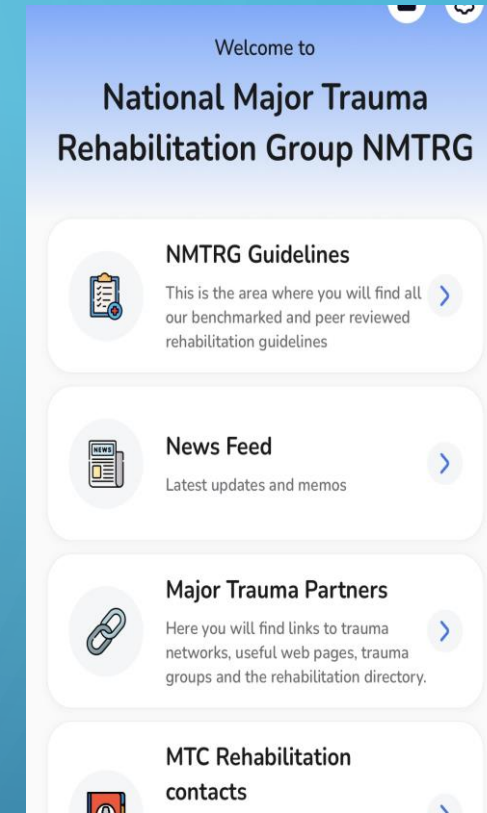 Welcome to
National Major Trauma
Rehabilitation Group NMTRG
NMTRG Guidelines
This is the area where you will find all
our benchmarked and peer reviewed
rehabilitation guidelines
NEWS
News Feed
Latest updates and memos
Major Trauma Partners
Here you will find links to trauma
networks, useful web pages, trauma
groups and the rehabilitation directory.
MTC Rehabilitation
contacts